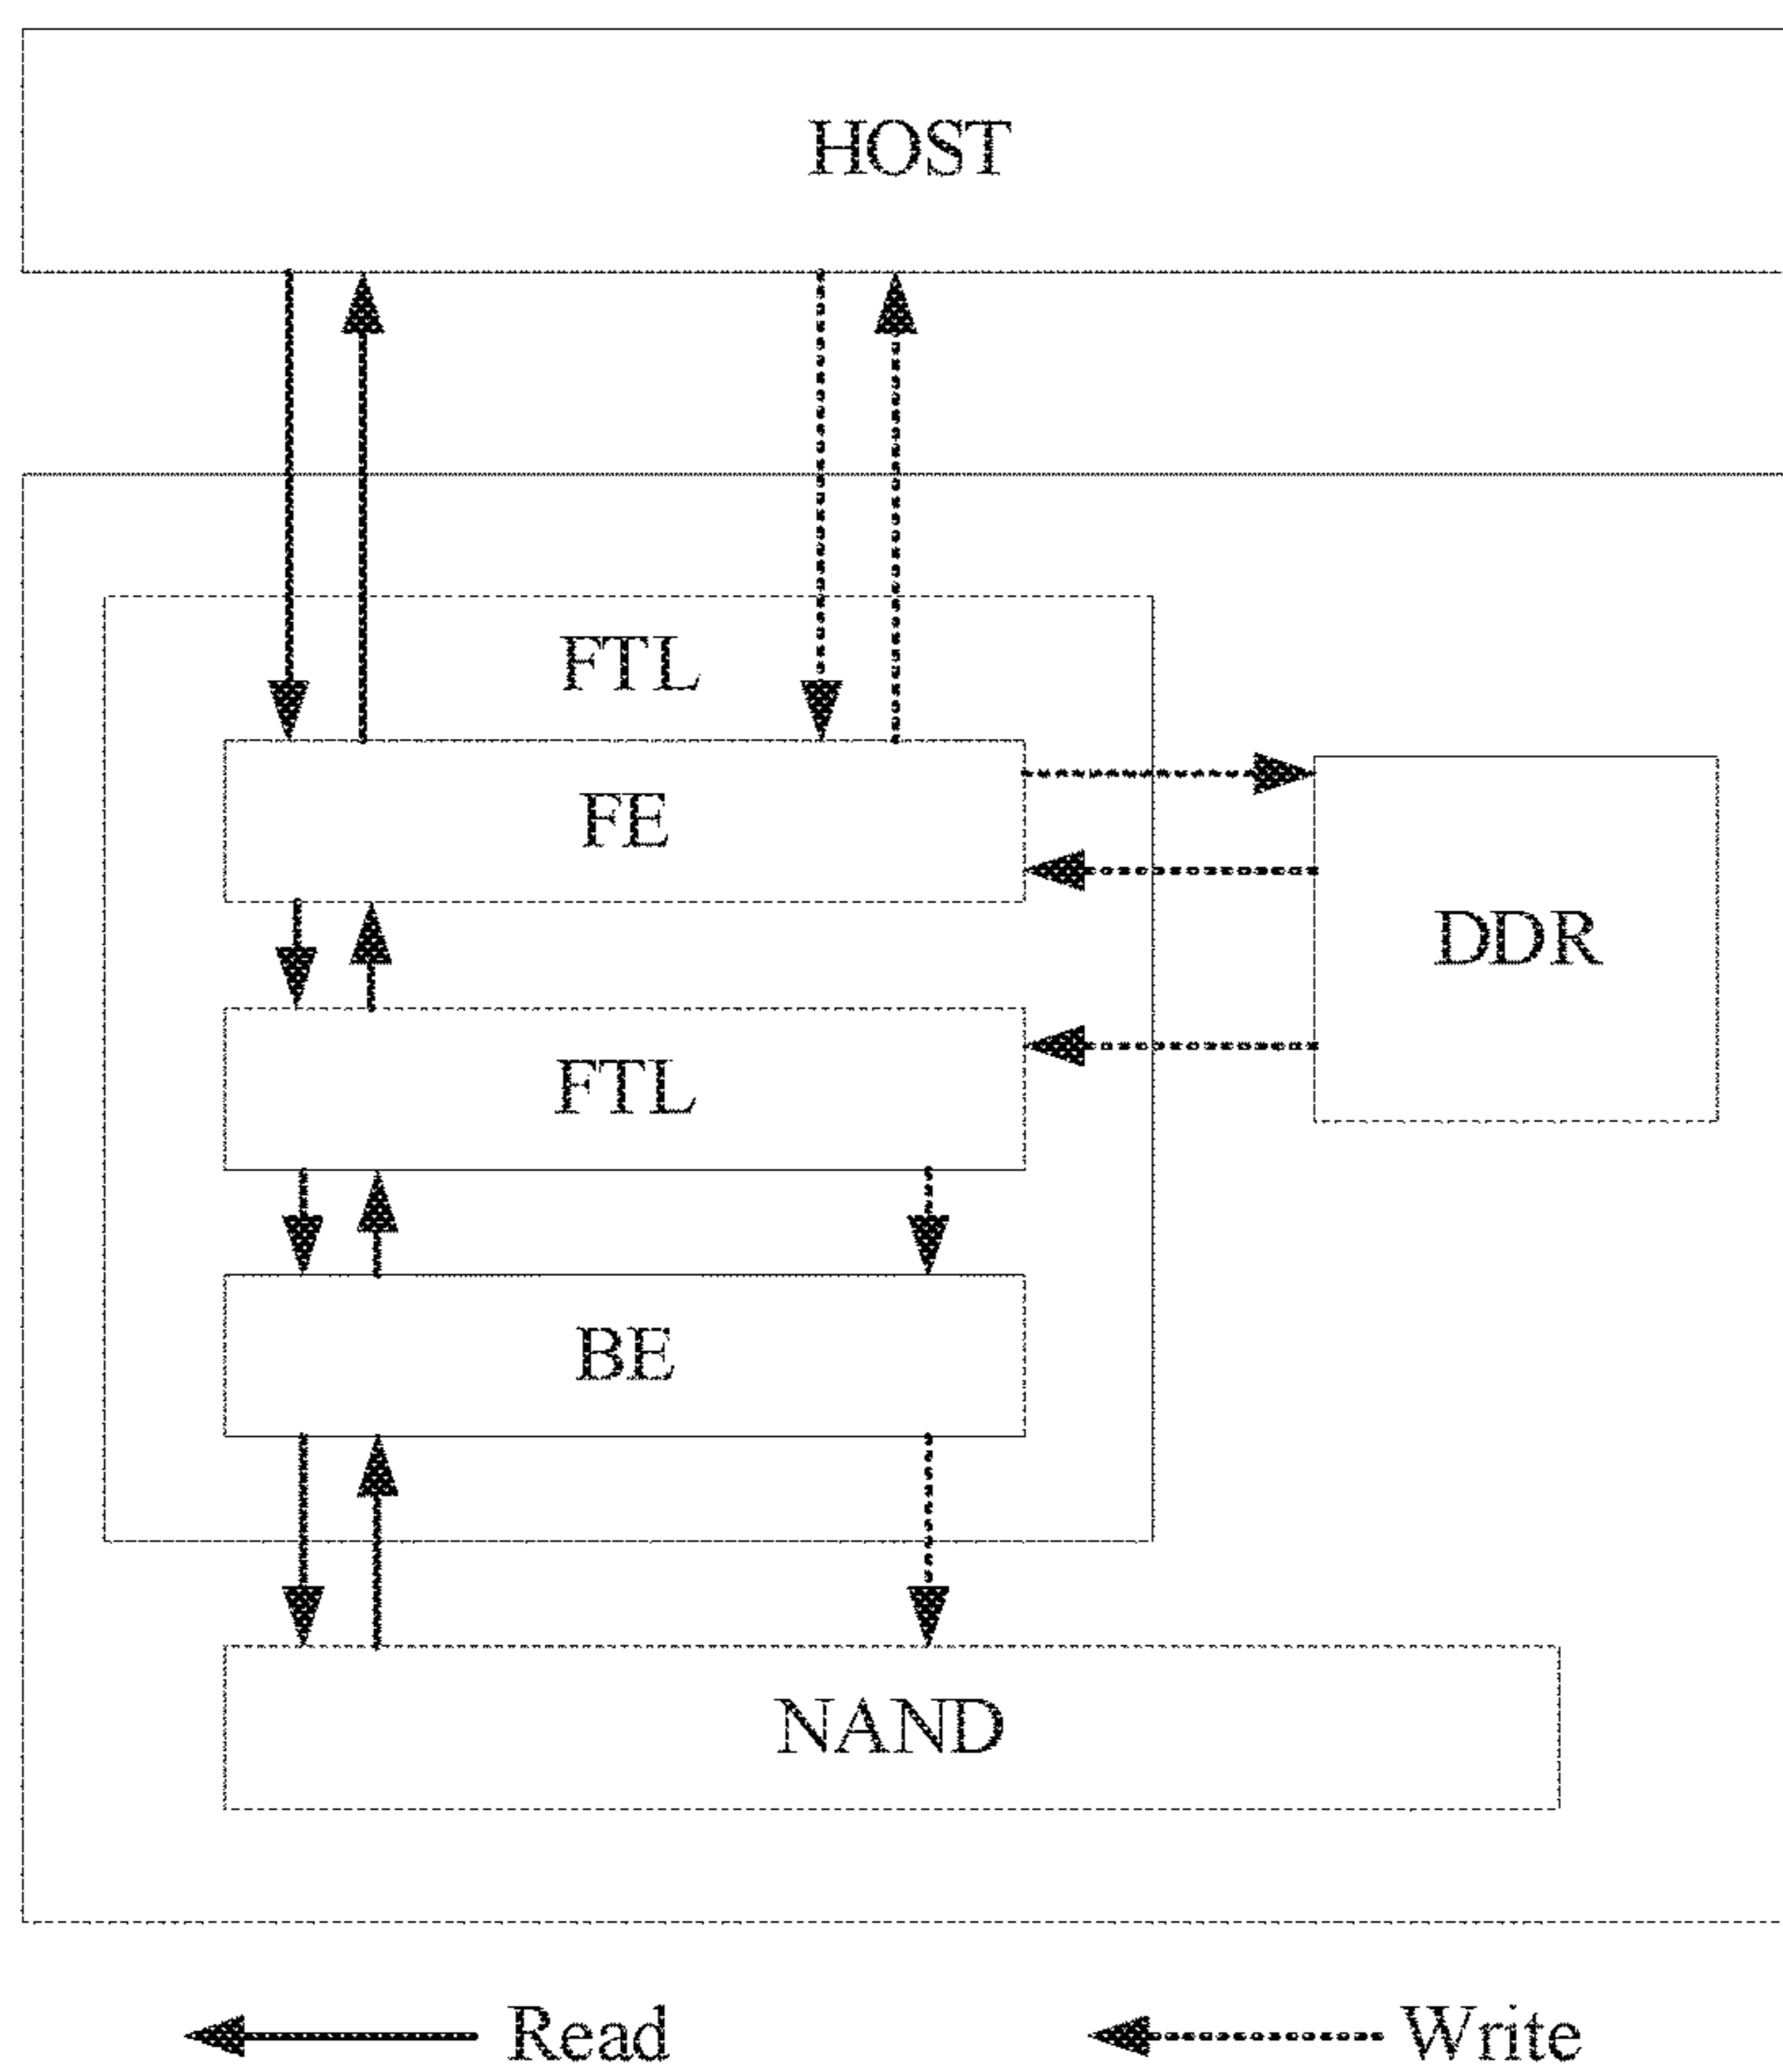 HOST
FTL
FE
DDR
FTL
BE
NAND
Read
Write